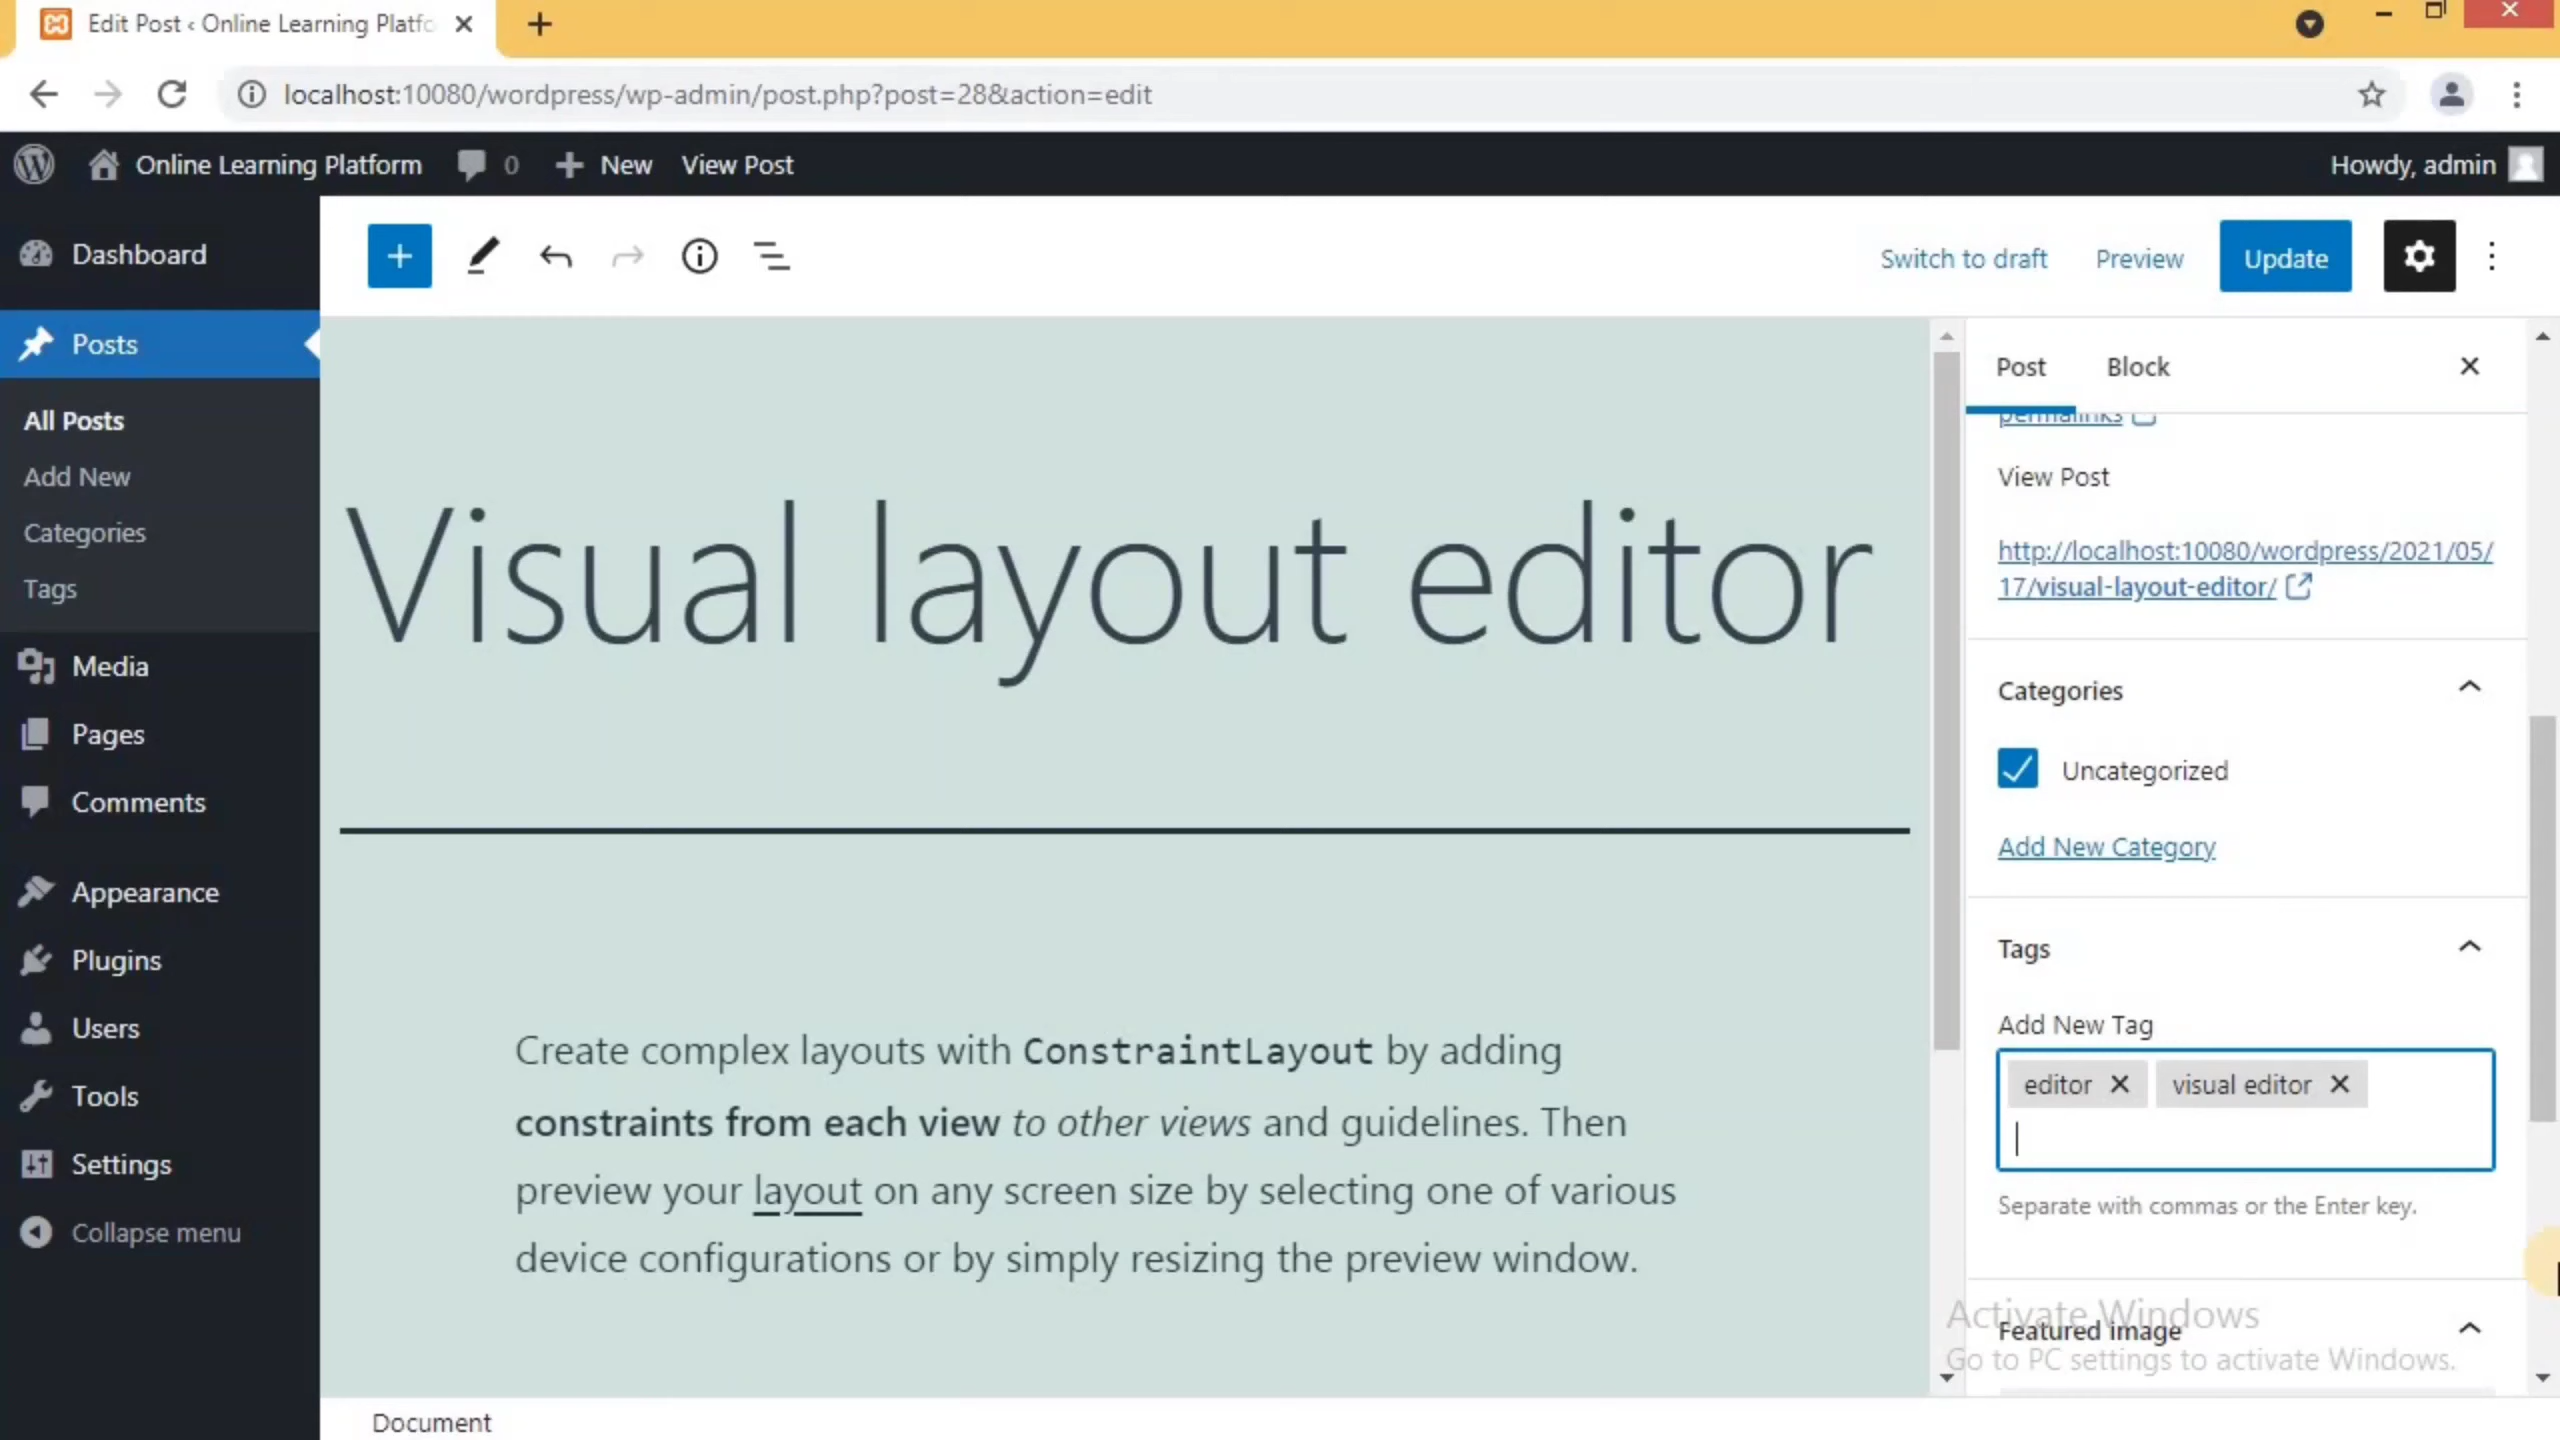 Edit Post ‹ Online Learning Platfo
localhost:10080/wordpress/wp-admin/post.php?post=28&action=edit
Online Learning Platform 0 New View Post Howdy, admin
Dashboard
Posts
All Posts
Add New
Categories
Tags
Media
Pages
Comments
Appearance
Plugins
Users
Tools
Settings
Collapse menu
Switch to draft Preview Update
Visual layout editor
Create complex layouts with ConstraintLayout by adding
constraints from each view to other views and guidelines. Then
preview your layout on any screen size by selecting one of various
device configurations or by simply resizing the preview window.
Post Block
permalinks
View Post
http://localhost:10080/wordpress/2021/05/
17/visual-layout-editor/
Categories
Uncategorized
Add New Category
Tags
Add New Tag
editor visual editor
Separate with commas or the Enter key.
Activate Windows
Featured image
Go to PC settings to activate Windows.
Document